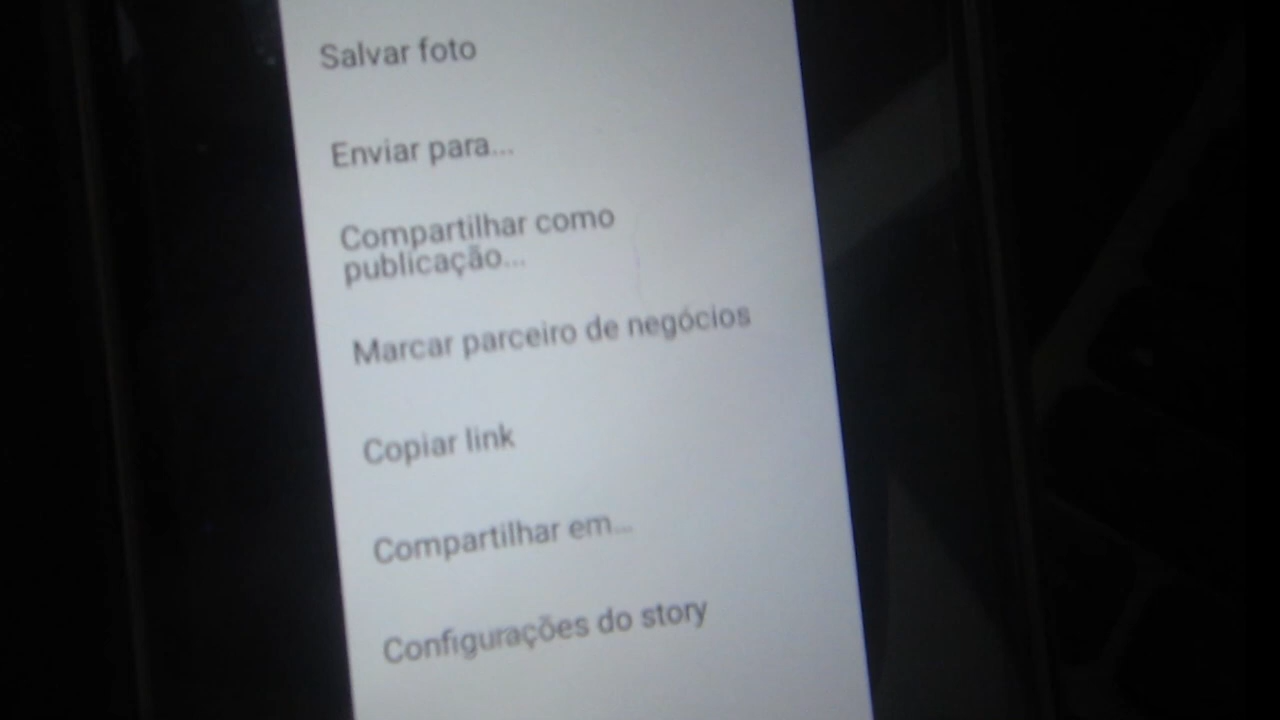 Salvar foto
Enviar para...
Compartilhar como
publicação...
Marcar parceiro de negócios
Copiar link
Compartilhar em...
Configurações do story